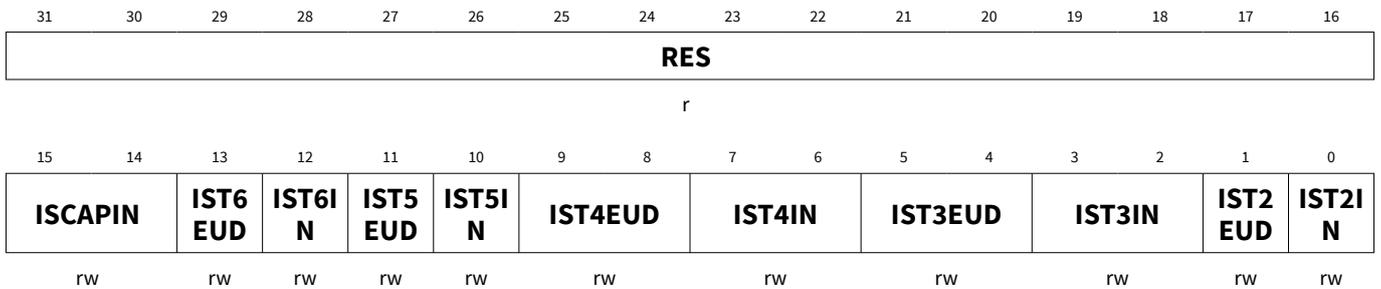 31 30 29 28 27 26 25 24 23 22 21 20 19 18 17 16
RES
r
15 14 13 12 11 10 9 8 7 6 5 4 3 2 1 0
ISCAPIN IST6 EUD IST6I N IST5 EUD IST5I N IST4EUD IST4IN IST3EUD IST3IN IST2 EUD IST2I N
rw rw rw rw rw rw rw rw rw rw rw